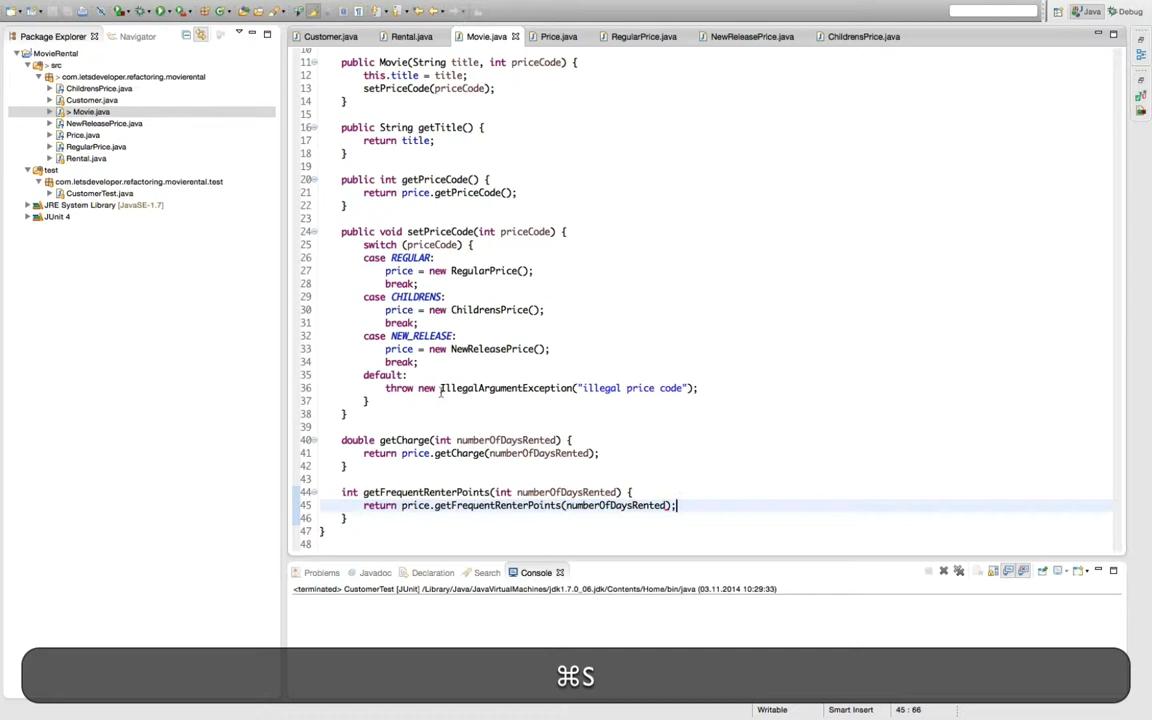 Java
Debug
Package Explorer
Navigator
MovieRental
> src
com.letsdeveloper.refactoring.movierental
ChildrensPrice.java
Customer.java
> Movie.java
NewReleasePrice.java
Price.java
RegularPrice.java
Rental.java
test
com.letsdeveloper.refactoring.movierental.test
CustomerTest.java
JRE System Library [JavaSE-1.7]
JUnit 4
Customer.java
Rental.java
Movie.java
Price.java
RegularPrice.java
NewReleasePrice.java
ChildrensPrice.java
10
11 public Movie(String title, int priceCode) {
12 this.title = title;
13 setPriceCode(priceCode);
14 }
15
16 public String getTitle() {
17 return title;
18 }
19
20 public int getPriceCode() {
21 return price.getPriceCode();
22 }
23
24 public void setPriceCode(int priceCode) {
25 switch (priceCode) {
26 case REGULAR:
27 price = new RegularPrice();
28 break;
29 case CHILDRENS:
30 price = new ChildrensPrice();
31 break;
32 case NEW_RELEASE:
33 price = new NewReleasePrice();
34 break;
35 default:
36 throw new IllegalArgumentException("illegal price code");
37 }
38 }
39
40 double getCharge(int numberOfDaysRented) {
41 return price.getCharge(numberOfDaysRented);
42 }
43
44 int getFrequentRenterPoints(int numberOfDaysRented) {
45 return price.getFrequentRenterPoints(numberOfDaysRented);
46 }
47 }
48
Problems
Javadoc
Declaration
Search
Console
<terminated> CustomerTest [JUnit] /Library/Java/JavaVirtualMachines/jdk1.7.0_06.jdk/Contents/Home/bin/java (03.11.2014 10:29:33)
⌘S
Writable
Smart Insert
45 : 66